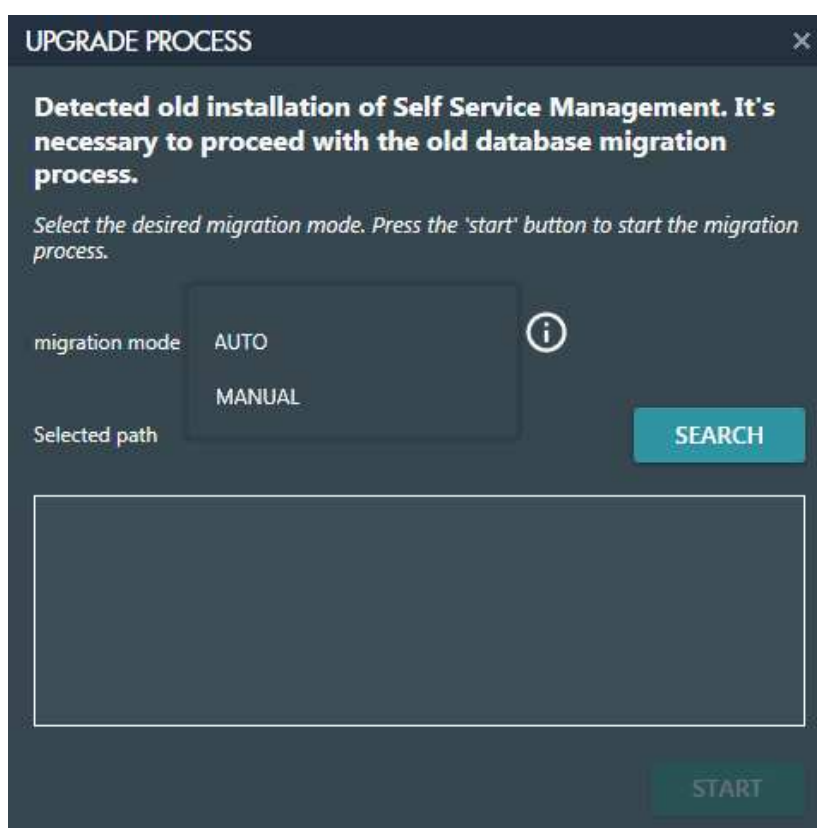 UPGRADE PROCESS
Detected old installation of Self Service Management. It's
necessary to proceed with the old database migration
process.
Select the desired migration mode. Press the 'start' button to start the migration
process.
migration mode
AUTO
MANUAL
Selected path
SEARCH
START